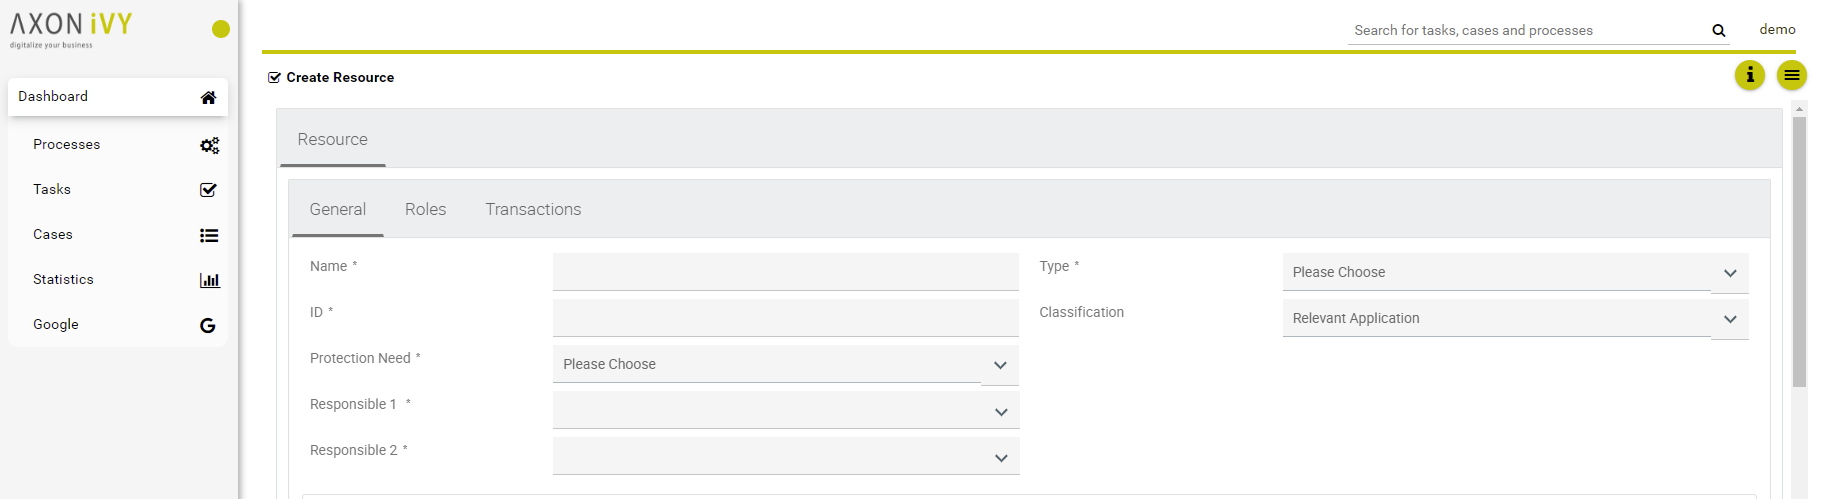 AXON iVY
digitalize your business
Search for tasks, cases and processes
demo
Create Resource
Dashboard
Processes
Tasks
Cases
Statistics
Google
Resource
General Roles Transactions
Name *
Type * Please Choose
ID *
Classification Relevant Application
Protection Need * Please Choose
Responsible 1 *
Responsible 2 *